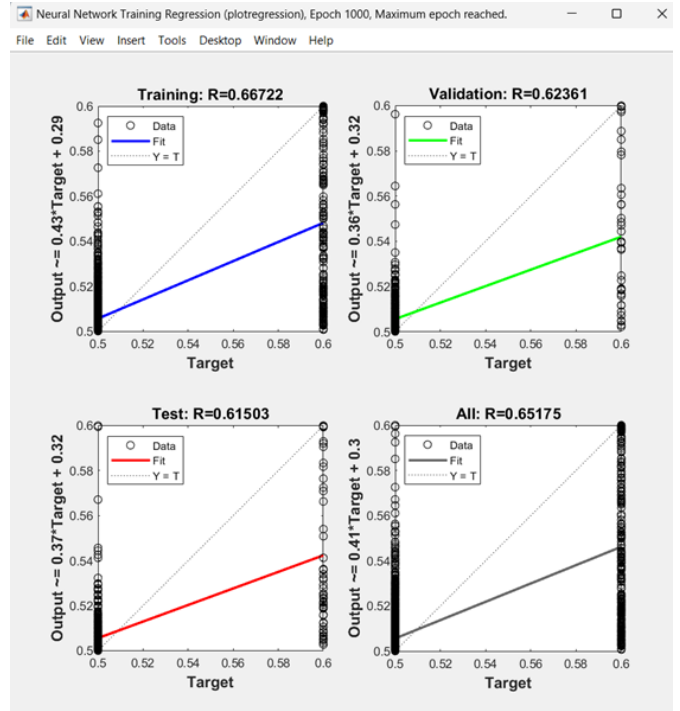 Neural Network Training Regression (plotregression), Epoch 1000, Maximum epoch reached.
File Edit View Insert Tools Desktop Window Help
Training: R=0.66722
Output ~= 0.43*Target + 0.29
0.6
0.58
0.56
0.54
0.52
0.5
Data
Fit
Y = T
0.5 0.52 0.54 0.56 0.58 0.6
Target
Validation: R=0.62361
Output ~= 0.36*Target + 0.32
0.6
0.58
0.56
0.54
0.52
0.5
Data
Fit
Y = T
0.5 0.52 0.54 0.56 0.58 0.6
Target
Test: R=0.61503
Output ~= 0.37*Target + 0.32
0.6
0.58
0.56
0.54
0.52
0.5
Data
Fit
Y = T
0.5 0.52 0.54 0.56 0.58 0.6
Target
All: R=0.65175
Output ~= 0.41*Target + 0.3
0.6
0.58
0.56
0.54
0.52
0.5
Data
Fit
Y = T
0.5 0.52 0.54 0.56 0.58 0.6
Target